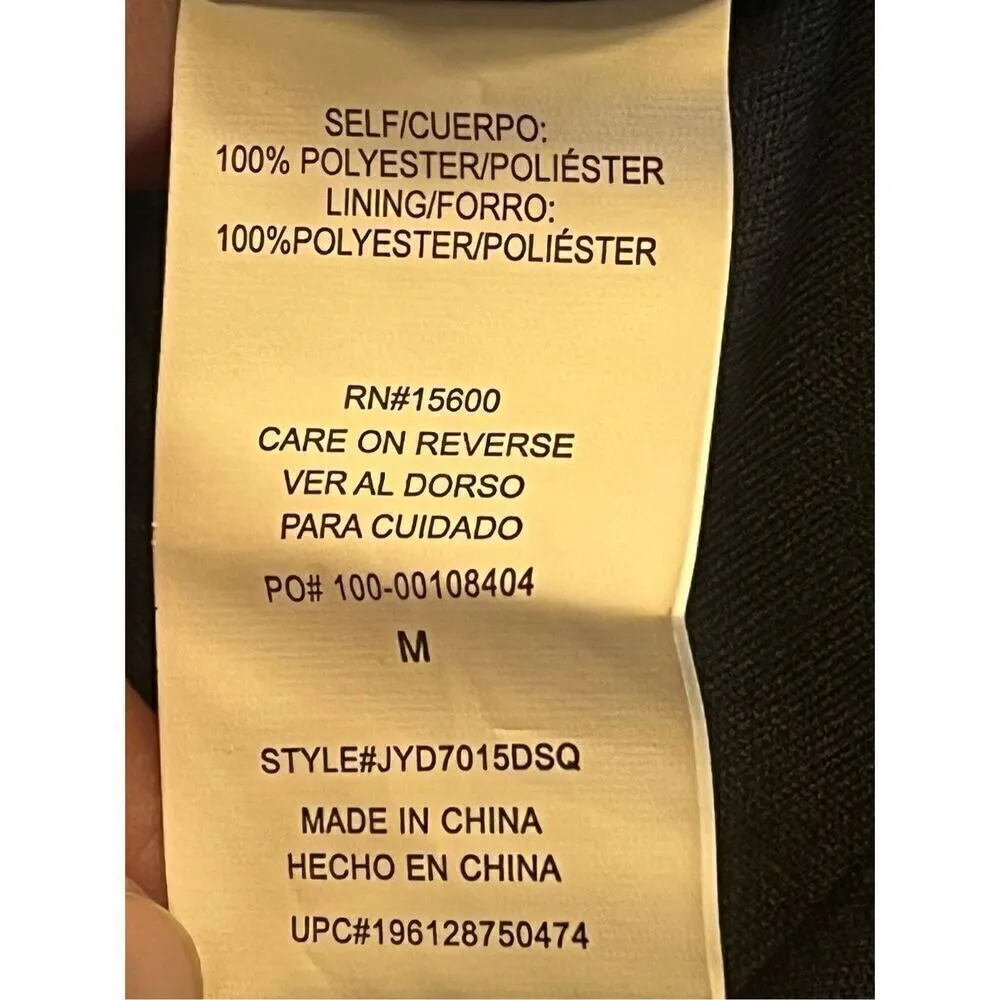 SELF/CUERPO:
100% POLYESTER/POLIÉSTER
LINING/FORRO:
100%POLYESTER/POLIÉSTER
RN#15600
CARE ON REVERSE
VER AL DORSO
PARA CUIDADO
PO# 100-00108404
M
STYLE#JYD7015DSQ
MADE IN CHINA
HECHO EN CHINA
UPC#196128750474